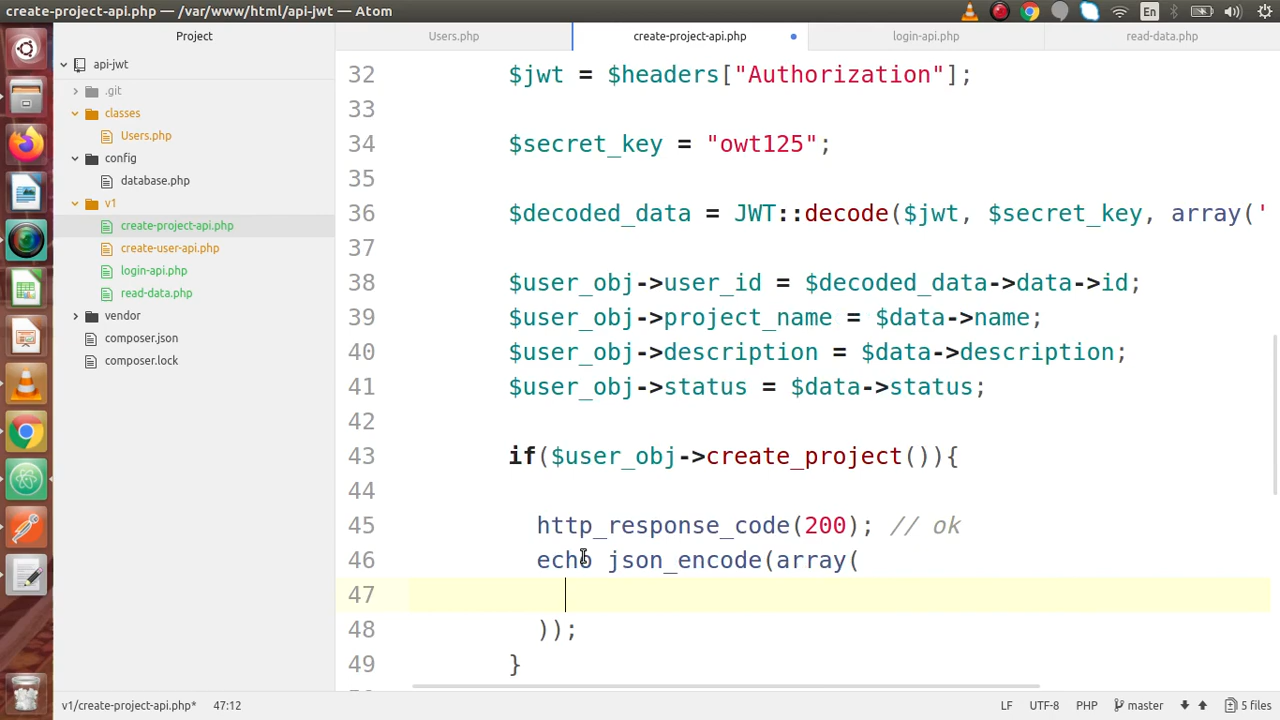 create-project-api.php — /var/www/html/api-jwt — Atom
En
Project
Users.php
create-project-api.php
login-api.php
read-data.php
api-jwt
.git
classes
Users.php
config
database.php
v1
create-project-api.php
create-user-api.php
login-api.php
read-data.php
vendor
composer.json
composer.lock
32 $jwt = $headers["Authorization"];
33
34 $secret_key = "owt125";
35
36 $decoded_data = JWT::decode($jwt, $secret_key, array('
37
38 $user_obj->user_id = $decoded_data->data->id;
39 $user_obj->project_name = $data->name;
40 $user_obj->description = $data->description;
41 $user_obj->status = $data->status;
42
43 if($user_obj->create_project()){
44
45 http_response_code(200); // ok
46 echo json_encode(array(
47
48 ));
49 }
v1/create-project-api.php* 47:12
LF UTF-8 PHP master 5 files